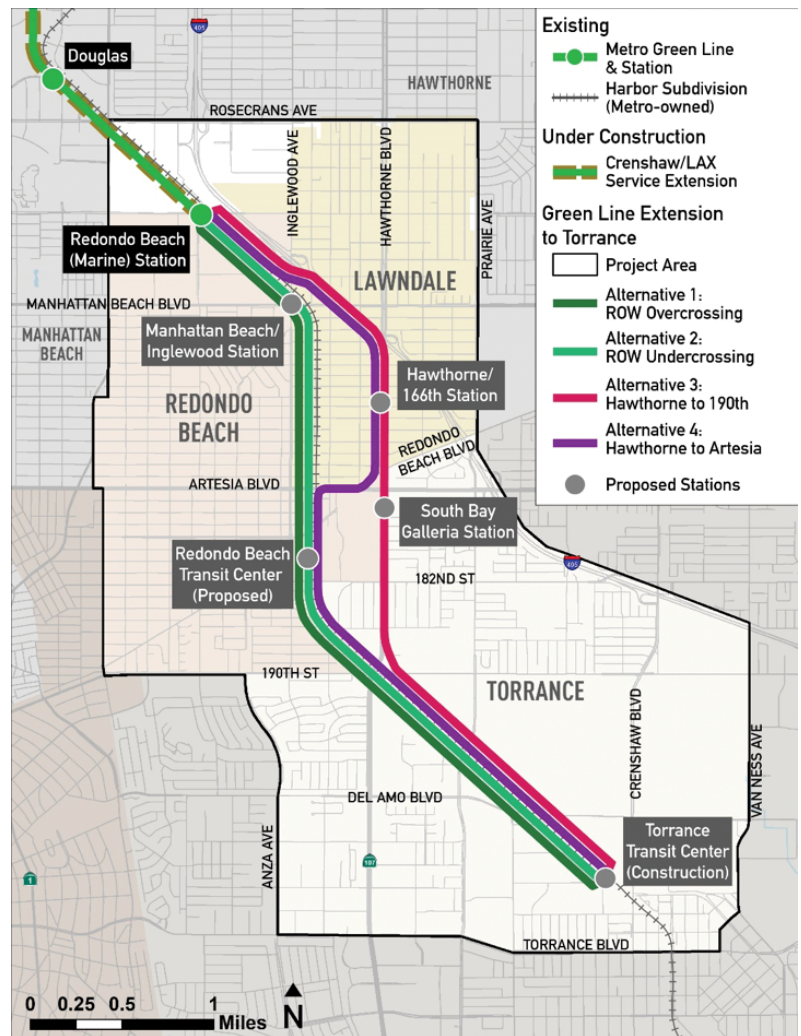 405
Douglas
HAWTHORNE
ROSECRANS AVE
INGLEWOOD AVE
HAWTHORNE BLVD
PRAIRIE AVE
Redondo Beach
(Marine) Station
LAWNDALE
MANHATTAN BEACH BLVD
MANHATTAN
BEACH
Manhattan Beach/
Inglewood Station
Hawthorne/
166th Station
REDONDO
BEACH
REDONDO
BEACH BLVD
ARTESIA BLVD
South Bay
Galleria Station
Redondo Beach
Transit Center
(Proposed)
405
182ND ST
190TH ST
TORRANCE
CRENSHAW BLVD
VAN NESS AVE
DEL AMO BLVD
ANZA AVE
107
1
Torrance
Transit Center
(Construction)
TORRANCE BLVD
0 0.25 0.5 1
Miles
N
Existing
Metro Green Line
& Station
Harbor Subdivision
(Metro-owned)
Under Construction
Crenshaw/LAX
Service Extension
Green Line Extension
to Torrance
Project Area
Alternative 1:
ROW Overcrossing
Alternative 2:
ROW Undercrossing
Alternative 3:
Hawthorne to 190th
Alternative 4:
Hawthorne to Artesia
Proposed Stations